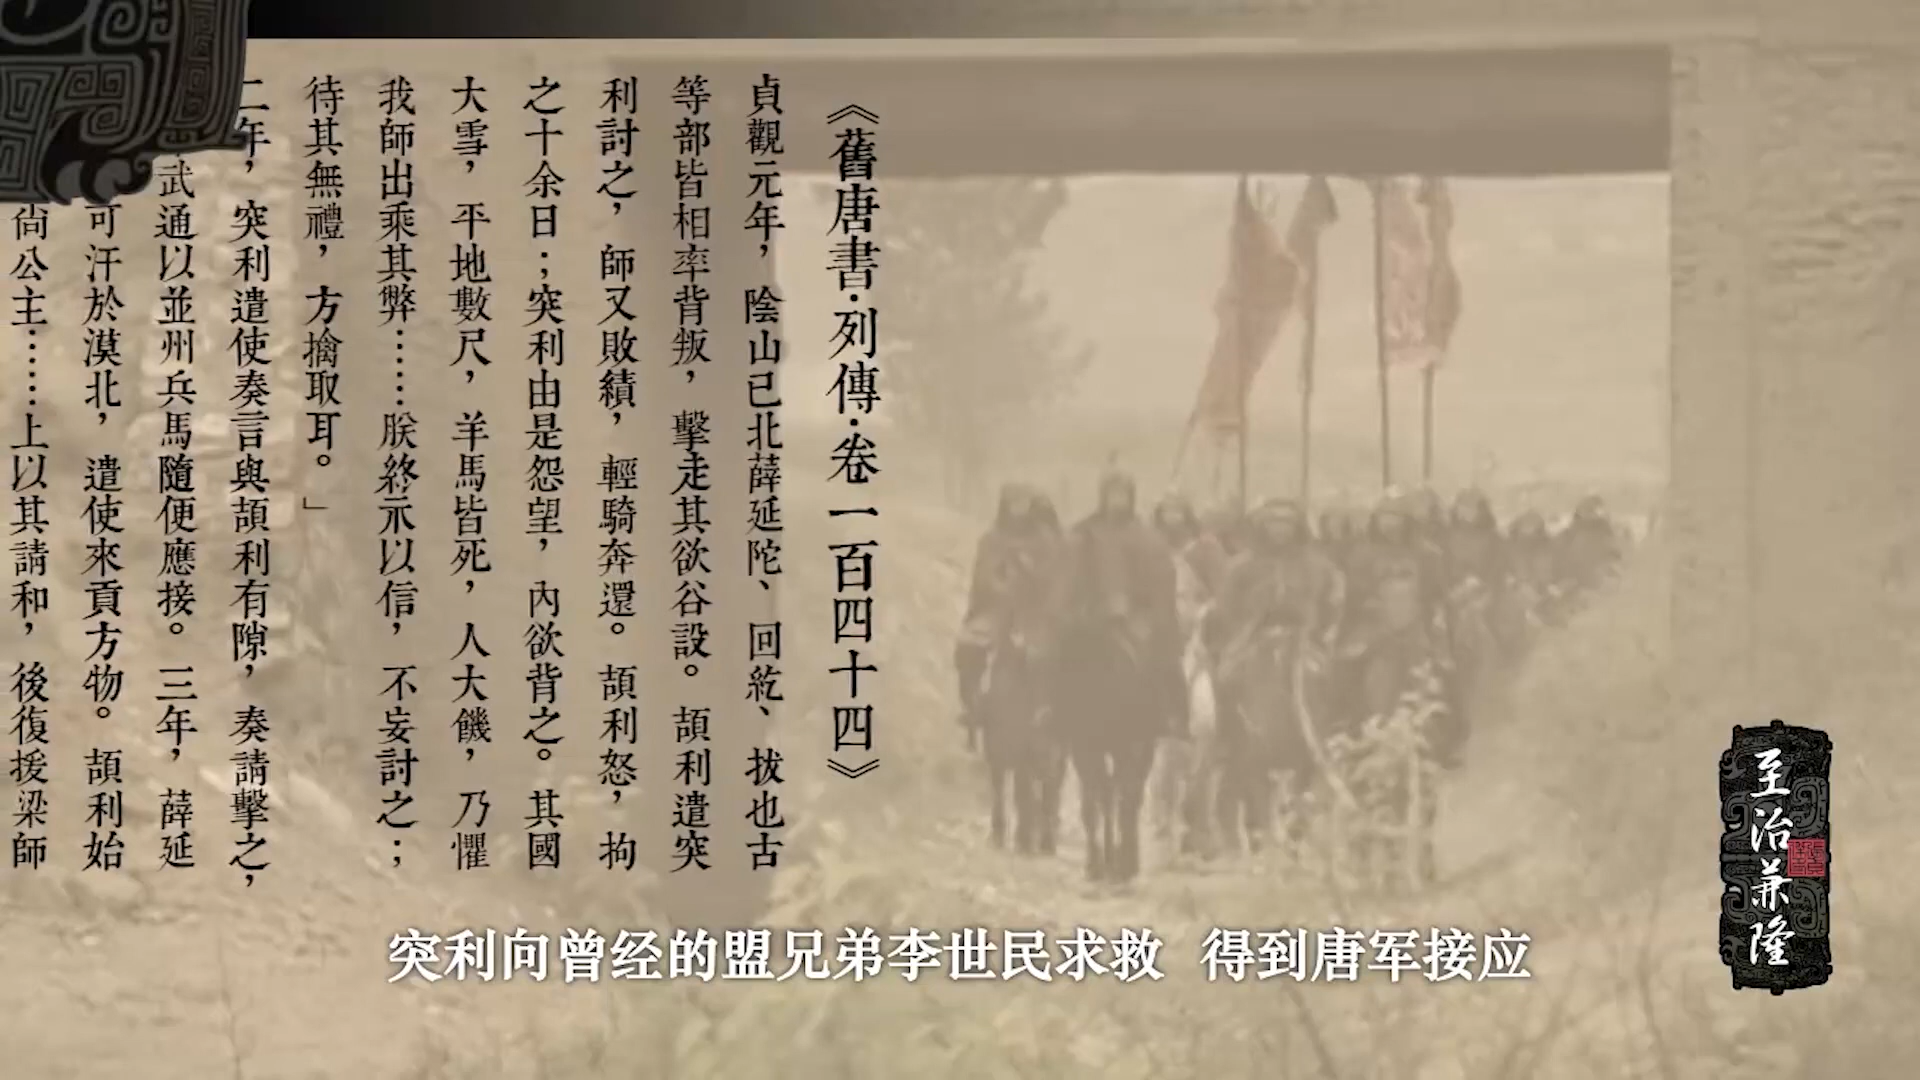 《舊唐書·列傳·卷一百四十四》
貞觀元年，陰山已北薛延陀、回紇、拔也古
等部皆相率背叛，擊走其欲谷設。頡利遣突
利討之，師又敗績，輕騎奔還。頡利怒，拘
之十余日；突利由是怨望，內欲背之。其國
大雪，平地數尺，羊馬皆死，人大饑，乃懼
我師出乘其弊……朕終示以信，不妄討之；
待其無禮，方擒取耳。」
二年，突利遣使奏言與頡利有隙，奏請擊之，
武通以並州兵馬隨便應接。三年，薛延
可汗於漠北，遣使來貢方物。頡利始
尙公主……上以其請和，後復援梁師
至治兼隆
突利向曾经的盟兄弟李世民求救 得到唐军接应